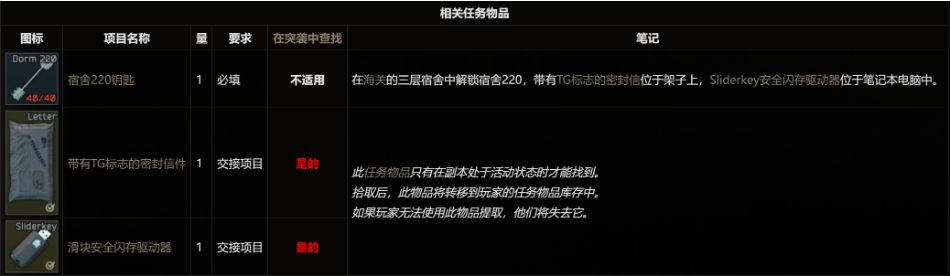 相关任务物品
图标 项目名称 量 要求 在突袭中查找 笔记
Dorm 220
40/40
宿舍220钥匙 1 必填 不适用 在海关的三层宿舍中解锁宿舍220，带有TG标志的密封信位于架子上，Sliderkey安全闪存驱动器位于笔记本电脑中。
Letter
带有TG标志的密封信件 1 交接项目 是的
此任务物品只有在副本处于活动状态时才能找到。
拾取后，此物品将转移到玩家的任务物品库存中。
如果玩家无法使用此物品提取，他们将失去它。
Sliderkey
滑块安全闪存驱动器 1 交接项目 是的